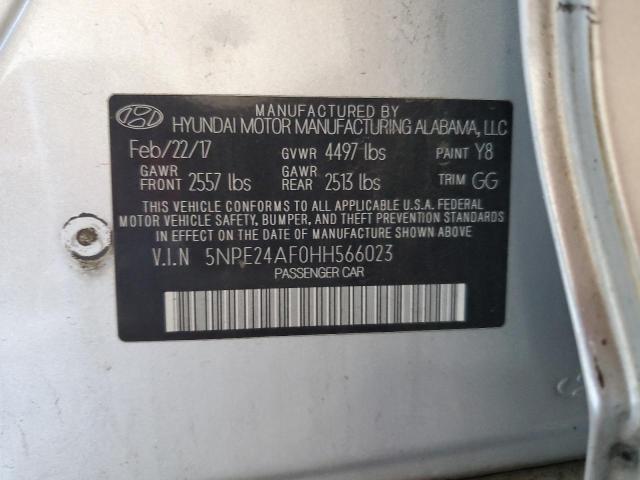 MANUFACTURED BY
HYUNDAI MOTOR MANUFACTURING ALABAMA, LLC
Feb/22/17 GVWR 4497 lbs PAINT Y8
GAWR FRONT 2557 lbs GAWR REAR 2513 lbs TRIM GG
THIS VEHICLE CONFORMS TO ALL APPLICABLE U.S.A. FEDERAL
MOTOR VEHICLE SAFETY, BUMPER, AND THEFT PREVENTION STANDARDS
IN EFFECT ON THE DATE OF MANUFACTURE SHOWN ABOVE
V.I.N 5NPE24AF0HH566023
PASSENGER CAR